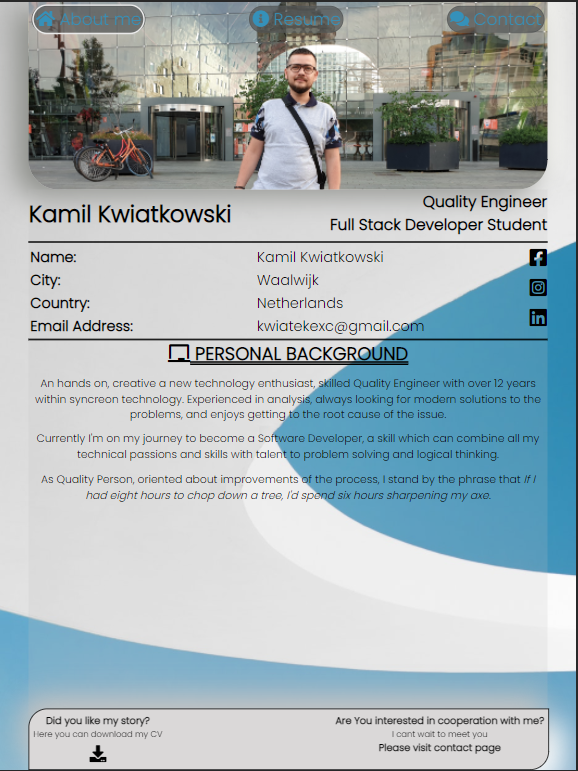 About me
Resume
Contact
Kamil Kwiatkowski
Quality Engineer
Full Stack Developer Student
Name: Kamil Kwiatkowski
City: Waalwijk
Country: Netherlands
Email Address: kwiatekexc@gmail.com
PERSONAL BACKGROUND
An hands on, creative a new technology enthusiast, skilled Quality Engineer with over 12 years
within syncreon technology. Experienced in analysis, always looking for modern solutions to the
problems, and enjoys getting to the root cause of the issue.
Currently I'm on my journey to become a Software Developer, a skill which can combine all my
technical passions and skills with talent to problem solving and logical thinking.
As Quality Person, oriented about improvements of the process, I stand by the phrase that If I
had eight hours to chop down a tree, I'd spend six hours sharpening my axe.
Did you like my story?
Here you can download my CV
Are You interested in cooperation with me?
I cant wait to meet you
Please visit contact page